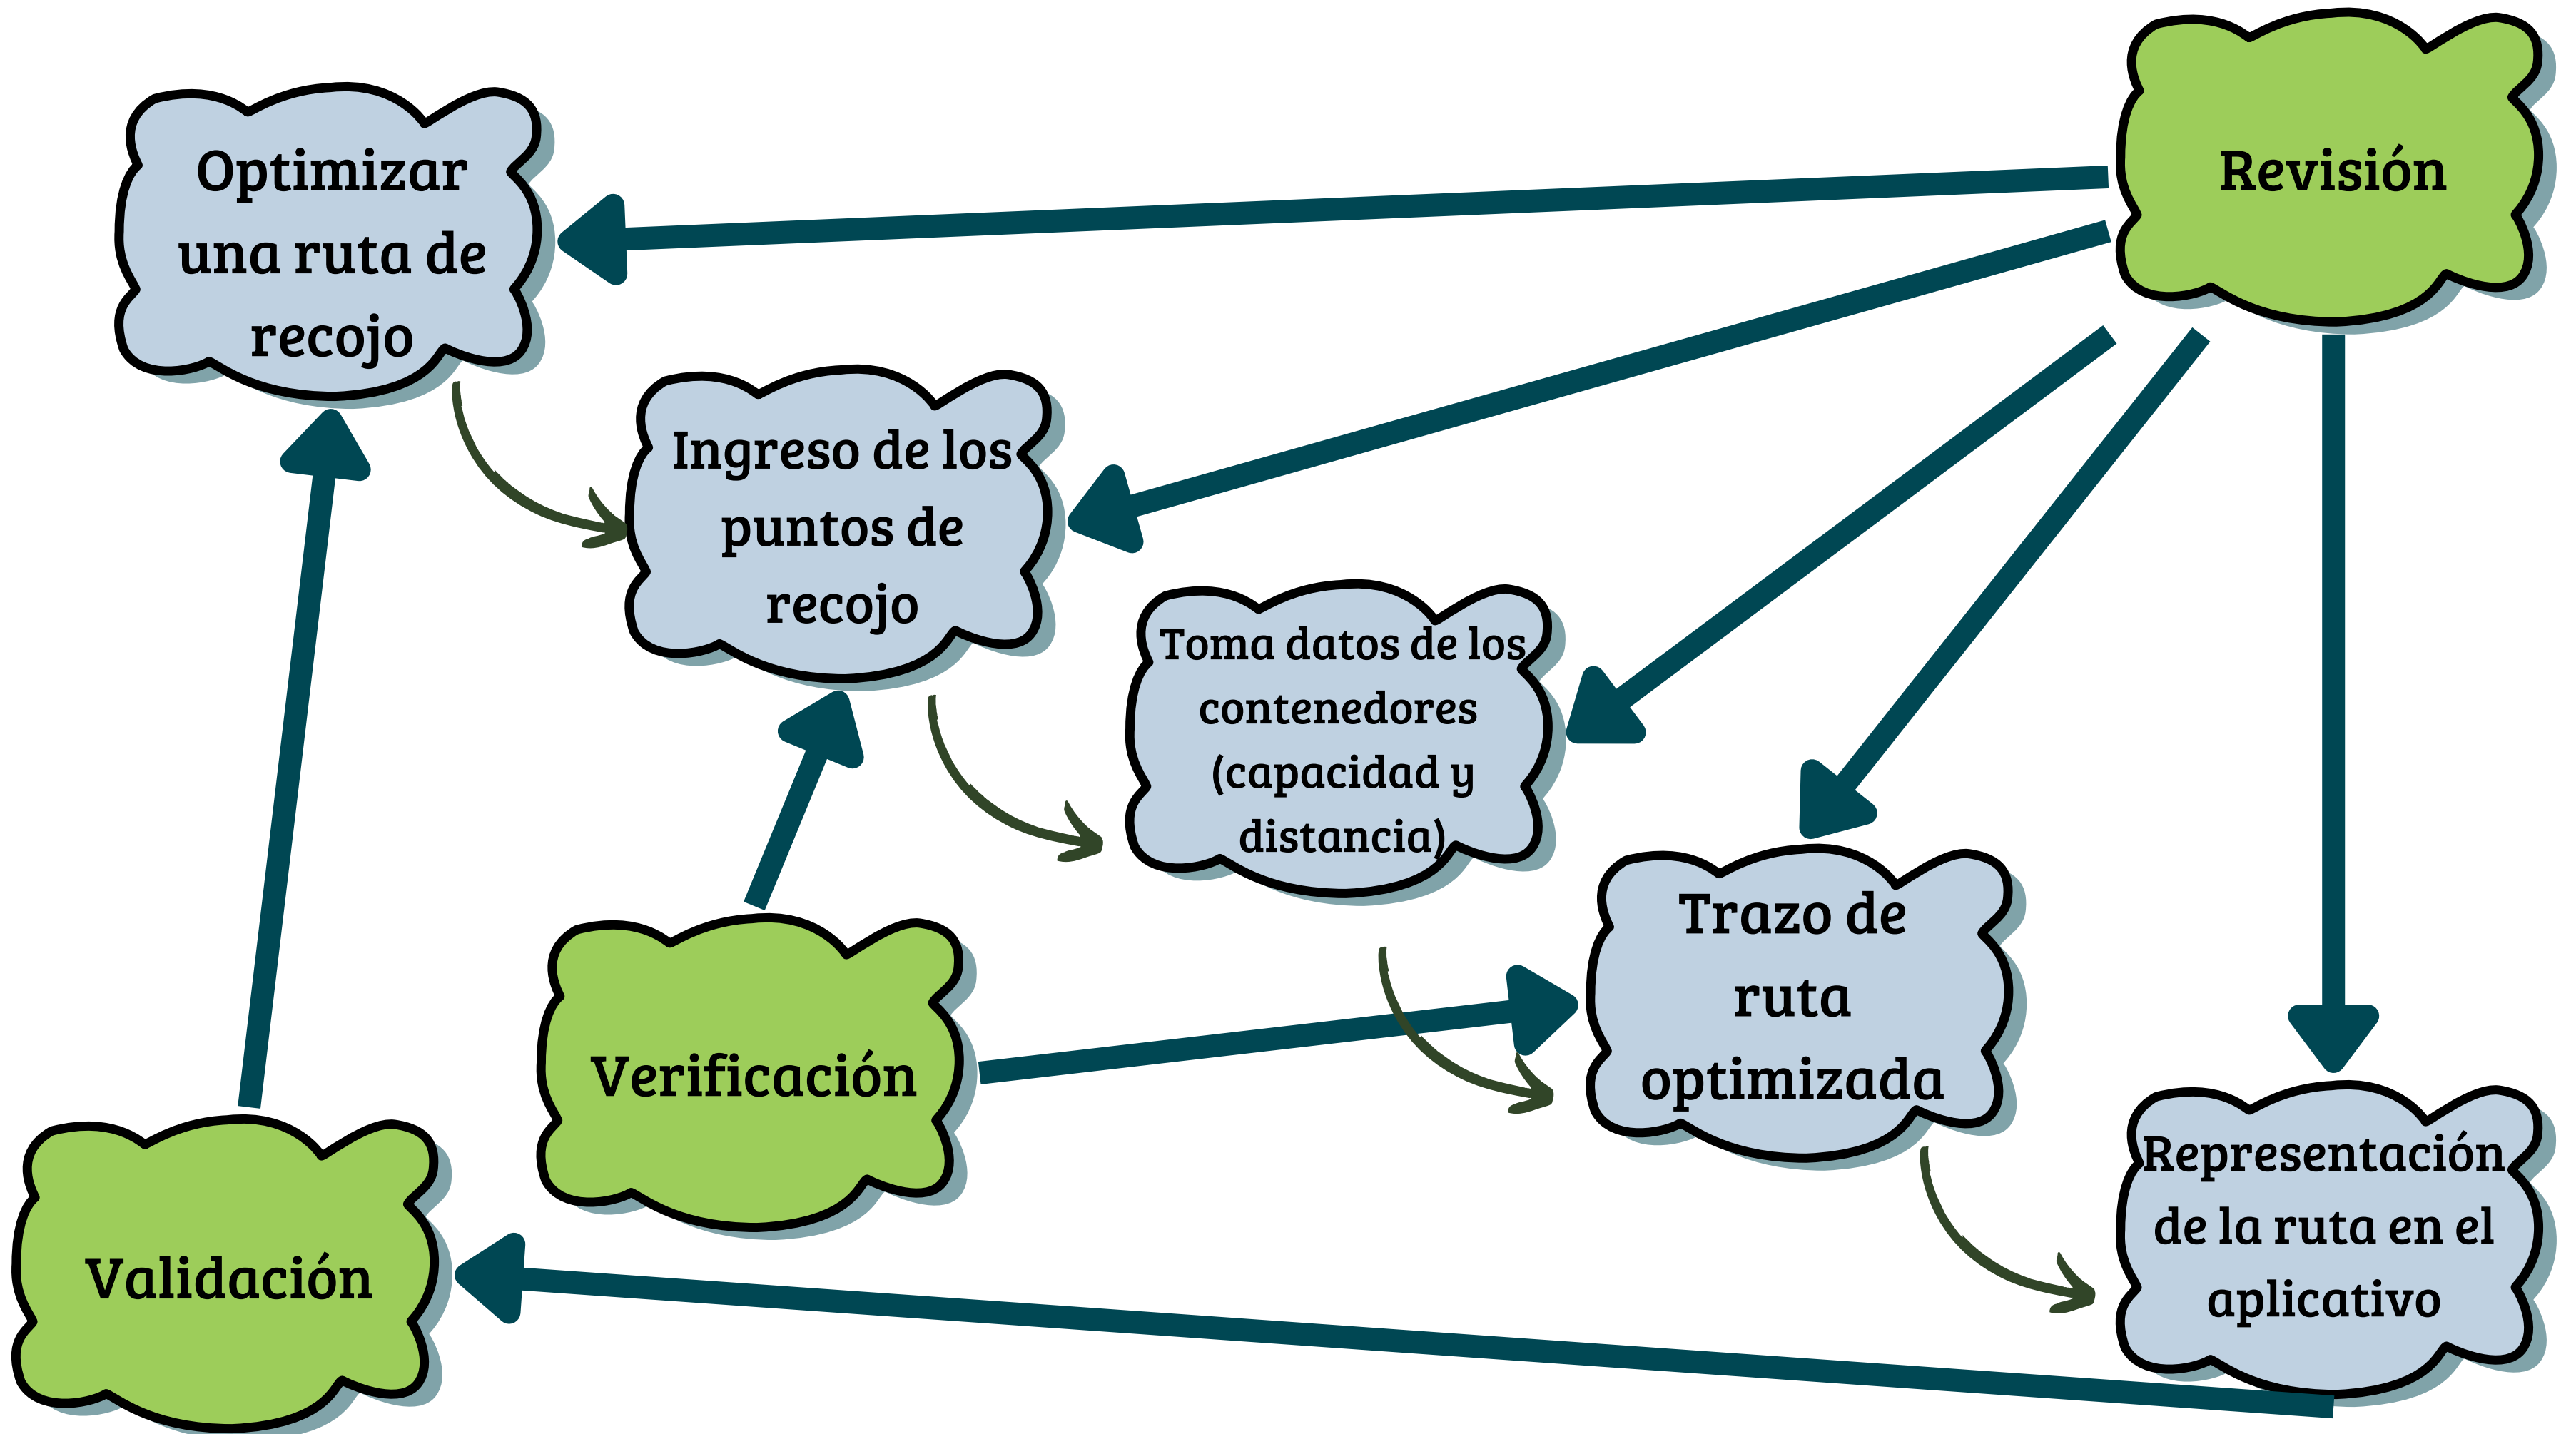 Revisión
Optimizar
una ruta de
recojo
Ingreso de los
puntos de
recojo
Toma datos de los
contenedores
(capacidad y
distancia)
Trazo de
ruta
optimizada
Verificación
Representación
de la ruta en el
aplicativo
Validación